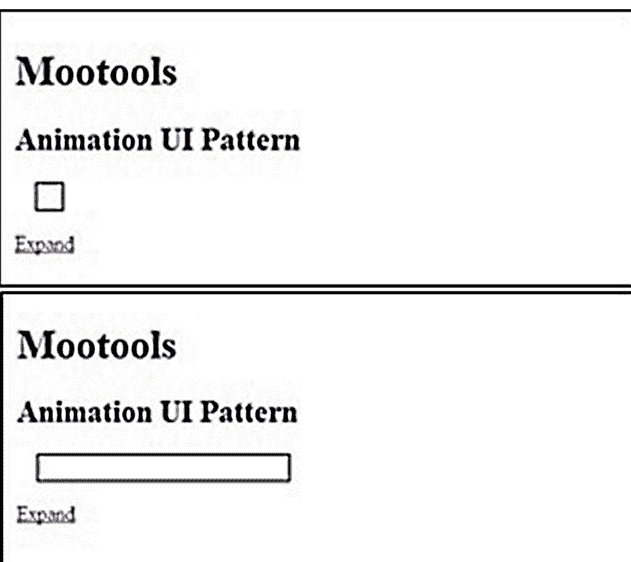 Mootools
Animation UI Pattern
Expand
Mootools
Animation UI Pattern
Expand